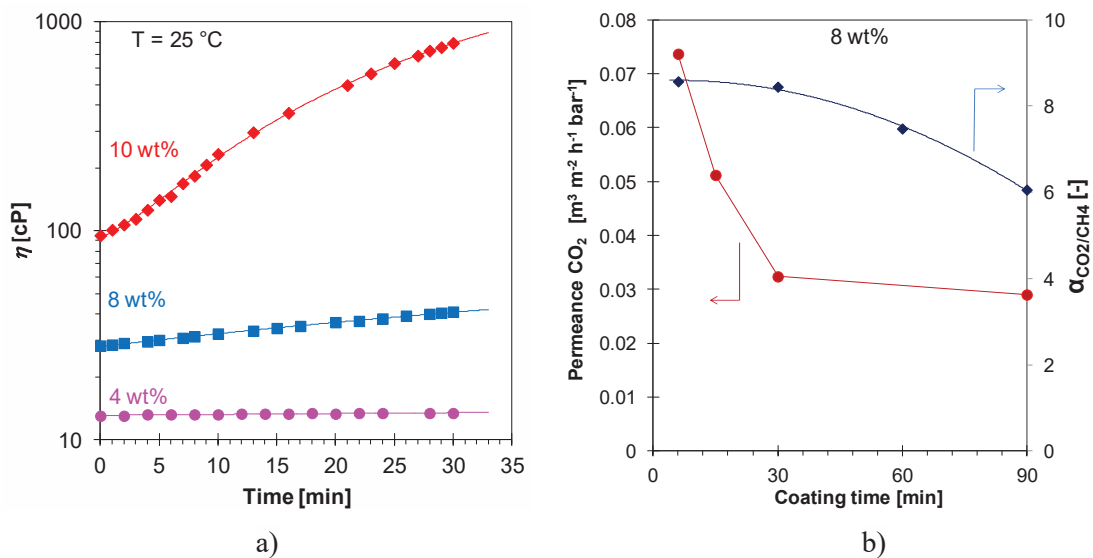 1000
100
10
η [cP]
T = 25 °C
10 wt%
8 wt%
4 wt%
0 5 10 15 20 25 30 35
Time [min]
a)
0.08
0.07
0.06
0.05
0.04
0.03
0.02
0.01
0
Permeance CO₂ [m³ m⁻² h⁻¹ bar⁻¹]
8 wt%
10
8
6
4
2
0
α CO2/CH4 [-]
0 30 60 90
Coating time [min]
b)